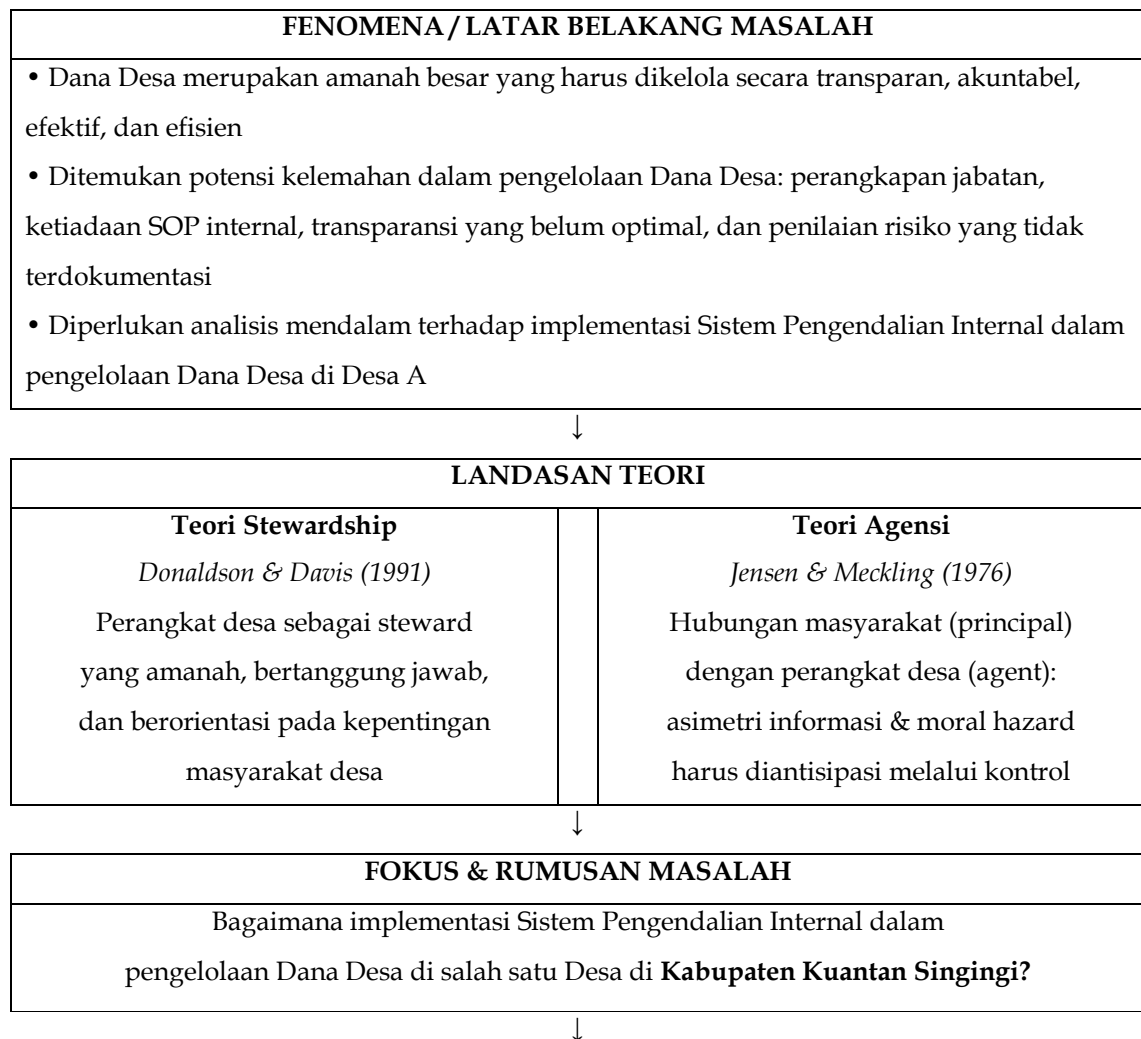 FENOMENA / LATAR BELAKANG MASALAH
• Dana Desa merupakan amanah besar yang harus dikelola secara transparan, akuntabel,
efektif, dan efisien
• Ditemukan potensi kelemahan dalam pengelolaan Dana Desa: perangkapan jabatan,
ketiadaan SOP internal, transparansi yang belum optimal, dan penilaian risiko yang tidak
terdokumentasi
• Diperlukan analisis mendalam terhadap implementasi Sistem Pengendalian Internal dalam
pengelolaan Dana Desa di Desa A
↓
LANDASAN TEORI
Teori Stewardship
Donaldson & Davis (1991)
Perangkat desa sebagai steward
yang amanah, bertanggung jawab,
dan berorientasi pada kepentingan
masyarakat desa
Teori Agensi
Jensen & Meckling (1976)
Hubungan masyarakat (principal)
dengan perangkat desa (agent):
asimetri informasi & moral hazard
harus diantisipasi melalui kontrol
↓
FOKUS & RUMUSAN MASALAH
Bagaimana implementasi Sistem Pengendalian Internal dalam
pengelolaan Dana Desa di salah satu Desa di Kabupaten Kuantan Singingi?
↓